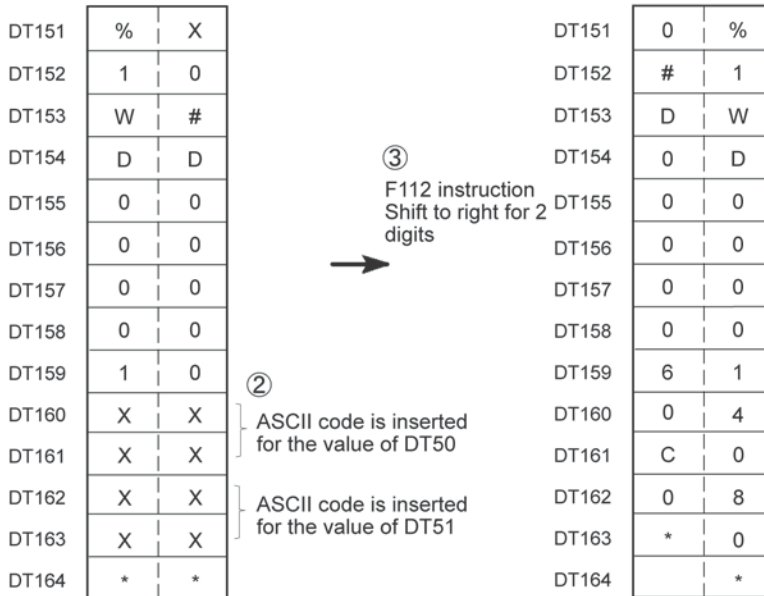 DT151 % X
DT152 1 0
DT153 W #
DT154 D D
DT155 0 0
DT156 0 0
DT157 0 0
DT158 0 0
DT159 1 0
DT160 X X
DT161 X X
DT162 X X
DT163 X X
DT164 * *
②
ASCII code is inserted
for the value of DT50
ASCII code is inserted
for the value of DT51
③
F112 instruction
Shift to right for 2
digits
DT151 0 %
DT152 # 1
DT153 D W
DT154 0 D
DT155 0 0
DT156 0 0
DT157 0 0
DT158 0 0
DT159 6 1
DT160 0 4
DT161 C 0
DT162 0 8
DT163 * 0
DT164 *